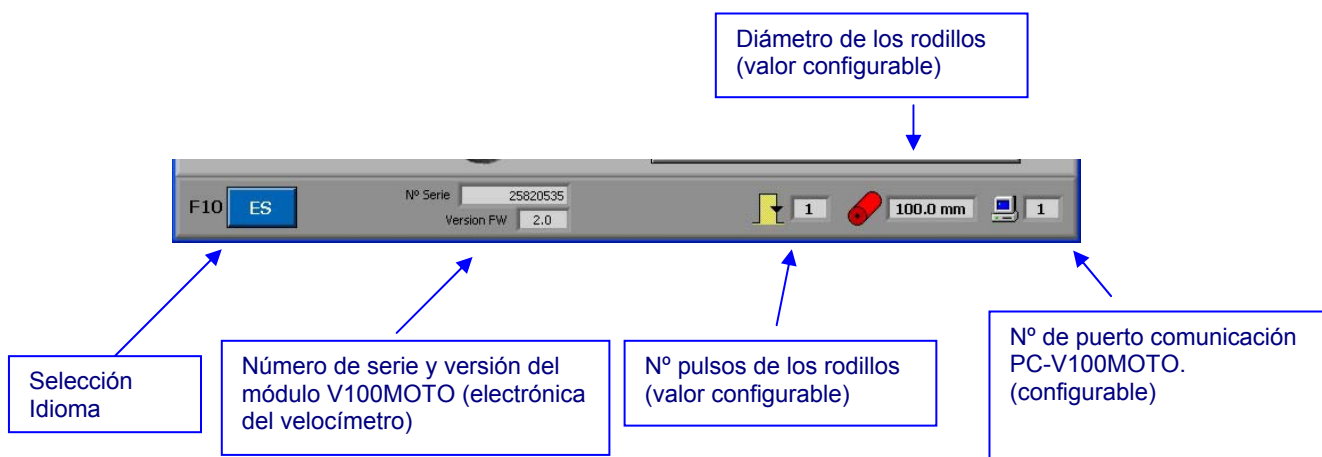 Diámetro de los rodillos
(valor configurable)
F10 ES
Nº Serie 25820535
Version FW 2.0
1 100.0 mm 1
Selección
Idioma
Número de serie y versión del
módulo V100MOTO (electrónica
del velocímetro)
Nº pulsos de los rodillos
(valor configurable)
Nº de puerto comunicación
PC-V100MOTO.
(configurable)